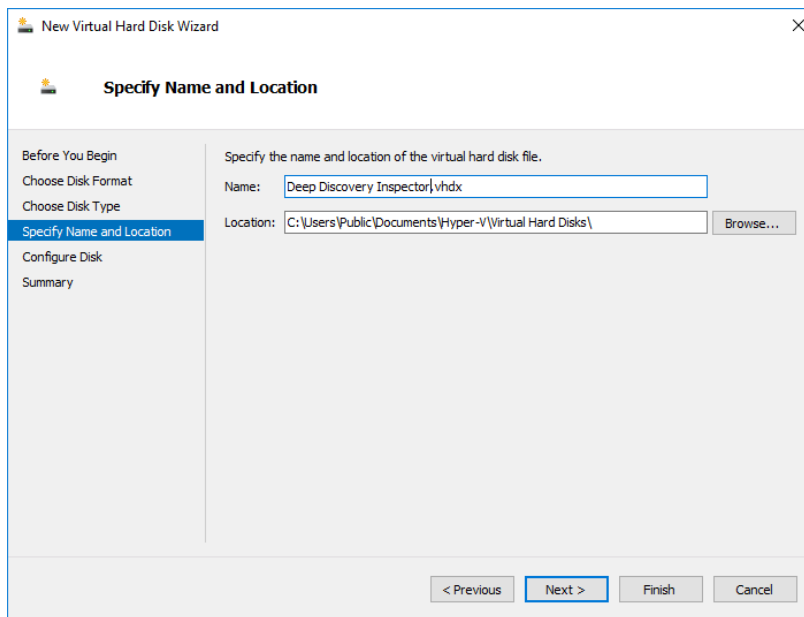 New Virtual Hard Disk Wizard
Specify Name and Location
Before You Begin
Choose Disk Format
Choose Disk Type
Specify Name and Location
Configure Disk
Summary
Specify the name and location of the virtual hard disk file.
Name: Deep Discovery Inspector.vhdx
Location: C:\Users\Public\Documents\Hyper-V\Virtual Hard Disks\ Browse...
< Previous Next > Finish Cancel